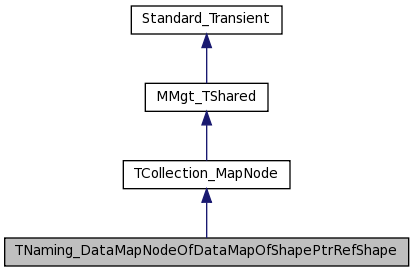 Standard_Transient
MMgt_TShared
TCollection_MapNode
TNaming_DataMapNodeOfDataMapOfShapePtrRefShape